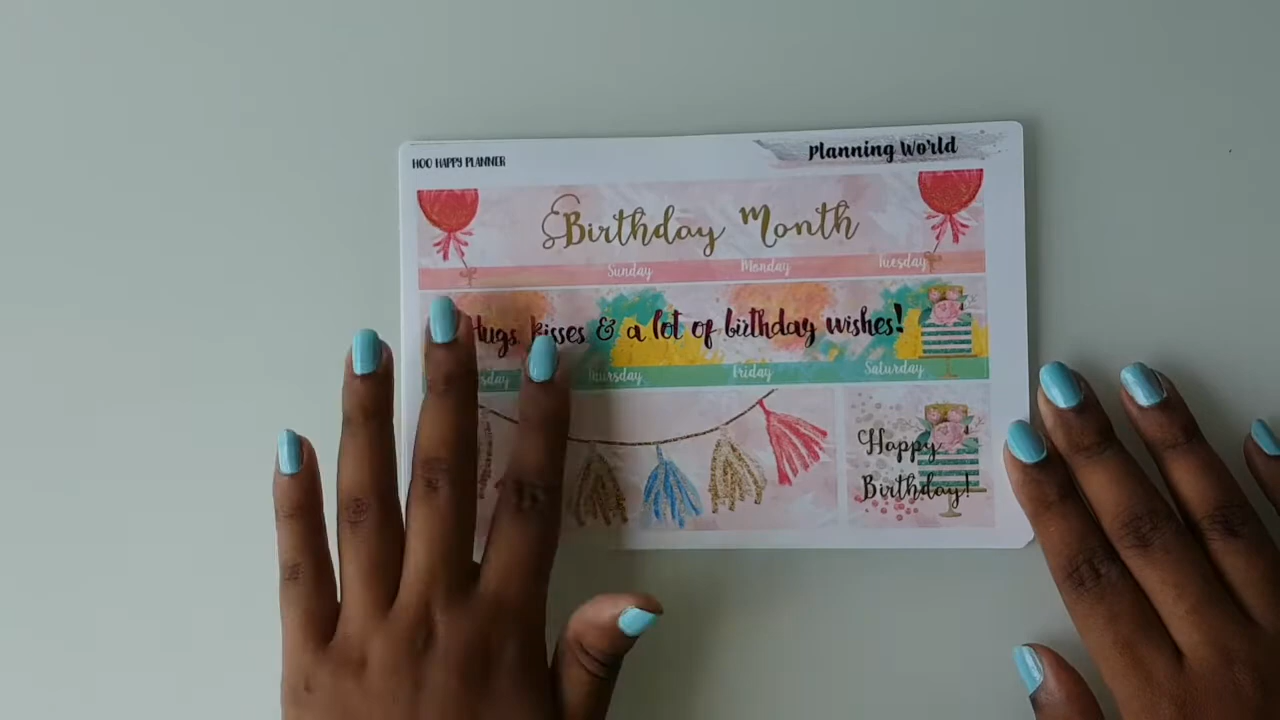 HOO HAPPY PLANNER
Planning World
Birthday Month
Sunday Monday Tuesday
Hugs kisses & a lot of birthday wishes!
Thursday Friday Saturday
Happy
Birthday!